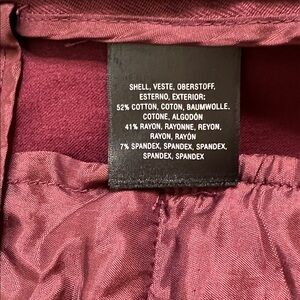 SHELL, VESTE, OBERSTOFF,
ESTERNO, EXTERIOR:
52% COTTON, COTON, BAUMWOLLE,
COTONE, ALGODÓN
41% RAYON, RAYONNE, REYON,
RAYON, RAYÓN
7% SPANDEX, SPANDEX, SPANDEX,
SPANDEX, SPANDEX